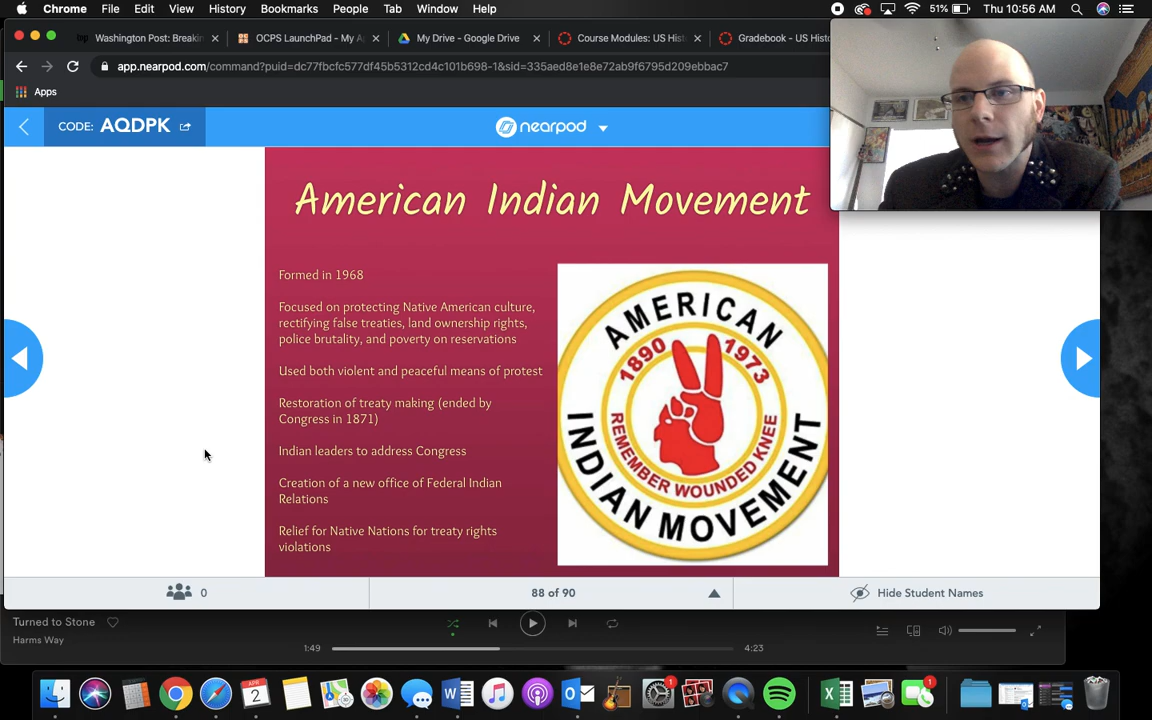 Chrome File Edit View History Bookmarks People Tab Window Help 51% Thu 10:56 AM
Washington Post: Breakin OCPS LaunchPad - My A My Drive - Google Drive Course Modules: US Hist Gradebook - US Histo
app.nearpod.com/command?puid=dc77fbcfc577df45b5312cd4c101b698-1&sid=335aed8e1e8e72ab9f6795d209ebbac7
Apps
CODE: AQDPK nearpod
American Indian Movement
Formed in 1968
Focused on protecting Native American culture,
rectifying false treaties, land ownership rights,
police brutality, and poverty on reservations
Used both violent and peaceful means of protest
Restoration of treaty making (ended by
Congress in 1871)
Indian leaders to address Congress
Creation of a new office of Federal Indian
Relations
Relief for Native Nations for treaty rights
violations
AMERICAN
1890 1973
REMEMBER WOUNDED KNEE
INDIAN MOVEMENT
0 88 of 90 Hide Student Names
Turned to Stone
Harms Way
1:49 4:23
APR
2
1
1